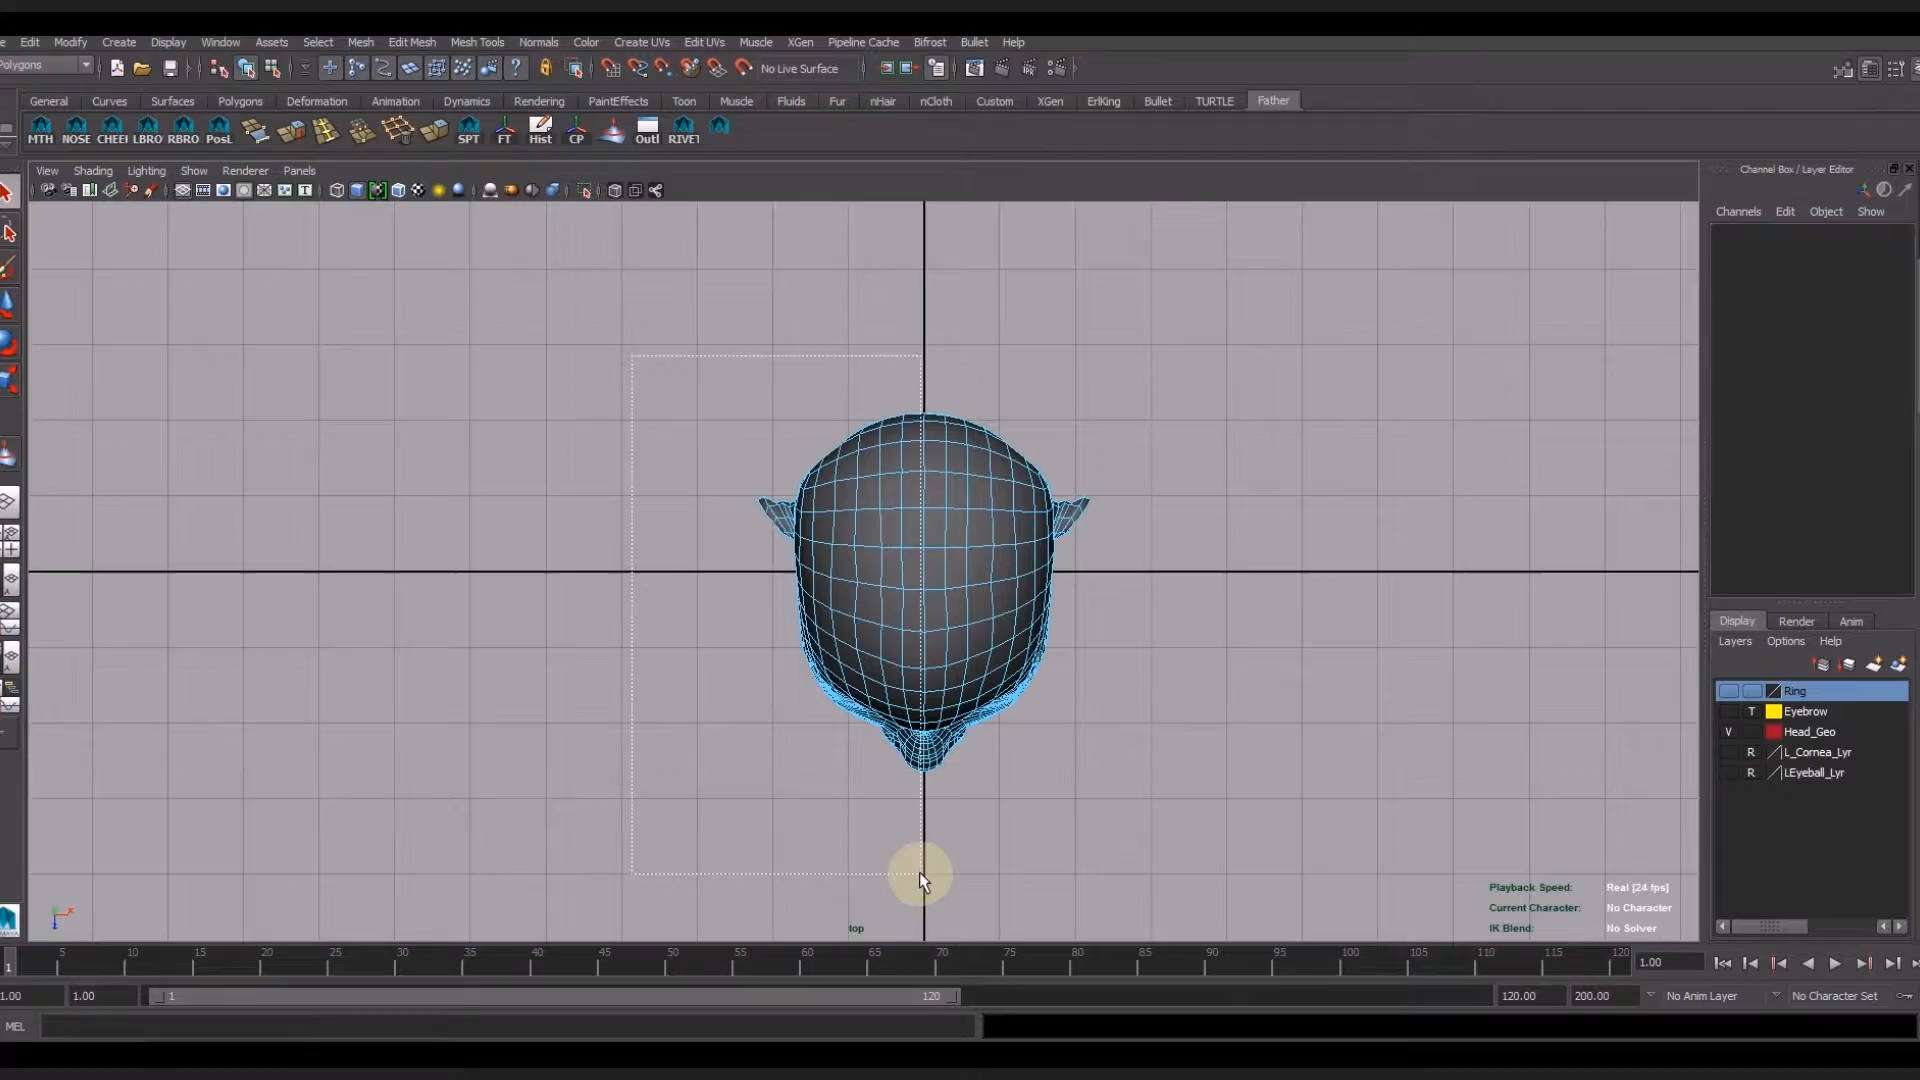 Edit Modify Create Display Window Assets Select Mesh Edit Mesh Mesh Tools Normals Color Create UVs Edit UVs Muscle XGen Pipeline Cache Bifrost Bullet Help
Polygons No Live Surface
General Curves Surfaces Polygons Deformation Animation Dynamics Rendering PaintEffects Toon Muscle Fluids Fur nHair nCloth Custom XGen ErlKing Bullet TURTLE Father
MTH NOSE CHEEI LBRO RBRO PosL SPT FT Hist CP Outl RIVET
View Shading Lighting Show Renderer Panels
Channel Box / Layer Editor
Channels Edit Object Show
Display Render Anim
Layers Options Help
Ring
T Eyebrow
V Head_Geo
R L_Cornea_Lyr
R LEyeball_Lyr
Playback Speed: Real [24 fps]
Current Character: No Character
IK Blend: No Solver
top
5 10 15 20 25 30 35 40 45 50 55 60 65 70 75 80 85 90 95 100 105 110 115 120
1 1.00
1.00 1.00 1 120 120.00 200.00 No Anim Layer No Character Set
MEL